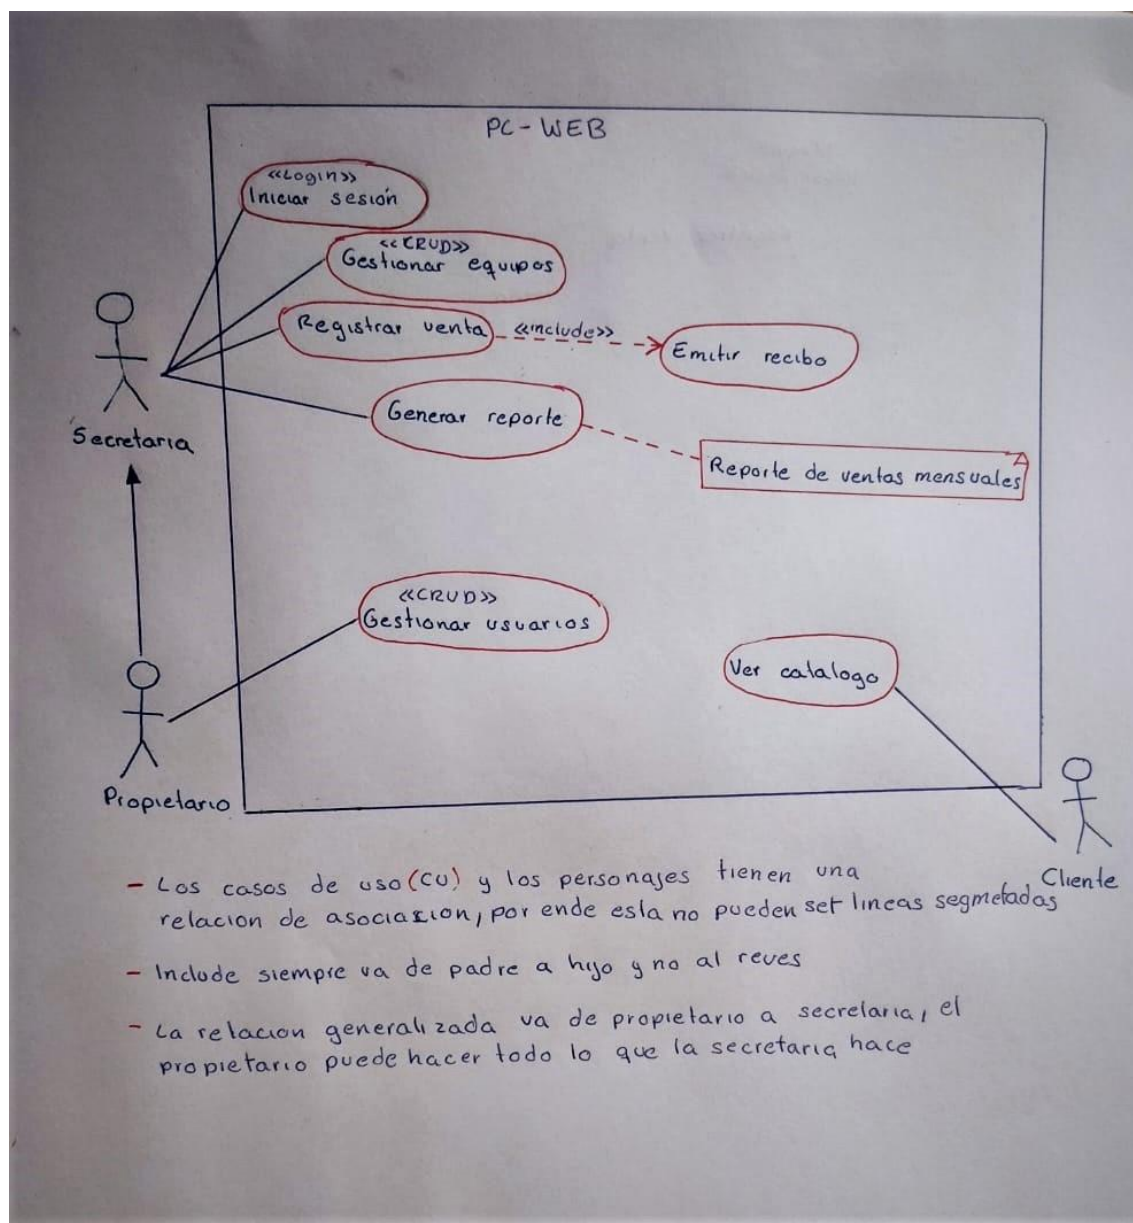 PC-WEB
<<Login>>
Iniciar sesión
<<CRUD>>
Gestionar equipos
Registrar venta
<<include>>
Emitir recibo
Generar reporte
Reporte de ventas mensuales
Secretaria
<<CRUD>>
Gestionar usuarios
Ver catalogo
Propietario
Cliente
- Los casos de uso (CU) y los personajes tienen una
relacion de asociasion, por ende esta no pueden set lineas segmetadas
- Include siempre va de padre a hijo y no al reves
- La relacion generalizada va de propietario a secretaria, el
propietario puede hacer todo lo que la secretaria hace